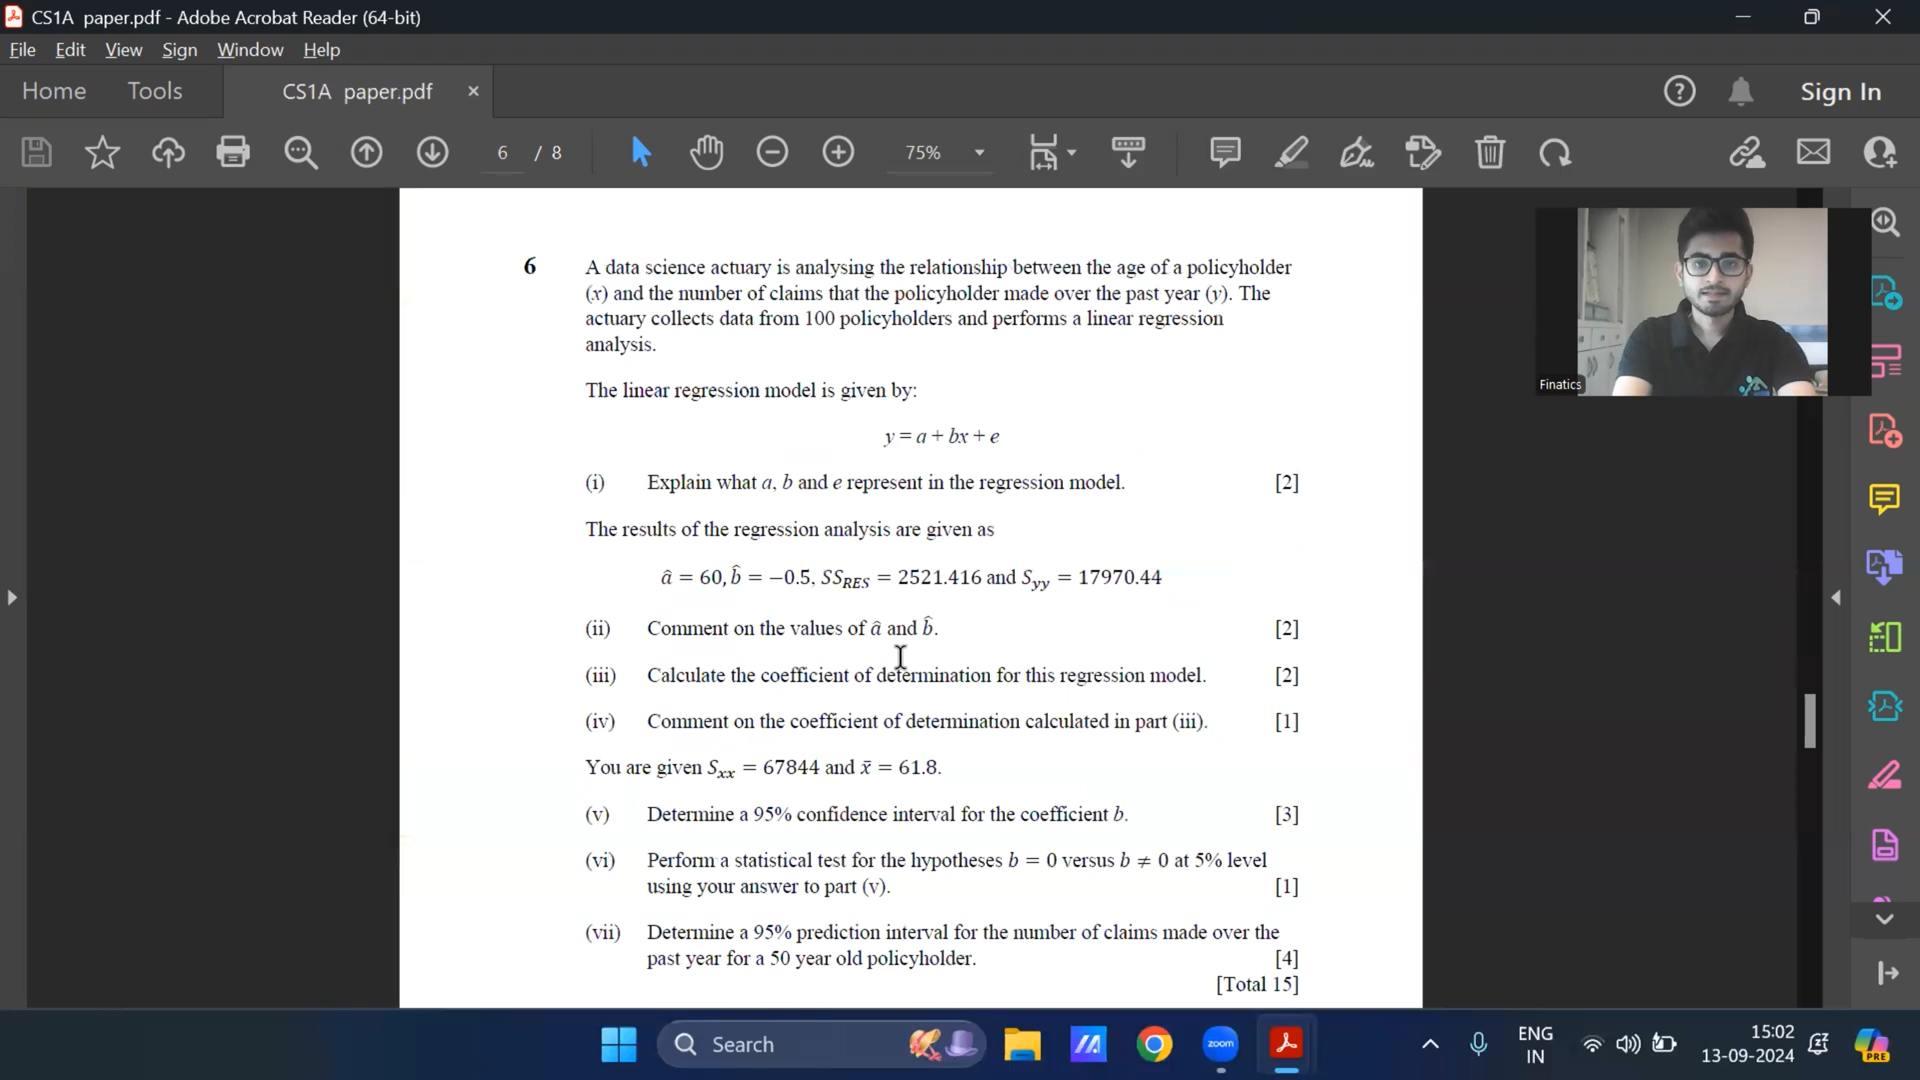 CS1A paper.pdf - Adobe Acrobat Reader (64-bit)
File Edit View Sign Window Help
Home Tools CS1A paper.pdf × Sign In
6 / 8 75%
6 A data science actuary is analysing the relationship between the age of a policyholder
(x) and the number of claims that the policyholder made over the past year (y). The
actuary collects data from 100 policyholders and performs a linear regression
analysis.
Finatics
The linear regression model is given by:
y = a + bx + e
(i) Explain what a, b and e represent in the regression model. [2]
The results of the regression analysis are given as
â = 60, b̂ = −0.5, SS_RES = 2521.416 and S_yy = 17970.44
(ii) Comment on the values of â and b̂. [2]
(iii) Calculate the coefficient of determination for this regression model. [2]
(iv) Comment on the coefficient of determination calculated in part (iii). [1]
You are given S_xx = 67844 and x̄ = 61.8.
(v) Determine a 95% confidence interval for the coefficient b. [3]
(vi) Perform a statistical test for the hypotheses b = 0 versus b ≠ 0 at 5% level
using your answer to part (v). [1]
(vii) Determine a 95% prediction interval for the number of claims made over the
past year for a 50 year old policyholder. [4]
[Total 15]
Search
zoom
ENG
IN
15:02
13-09-2024
PRE